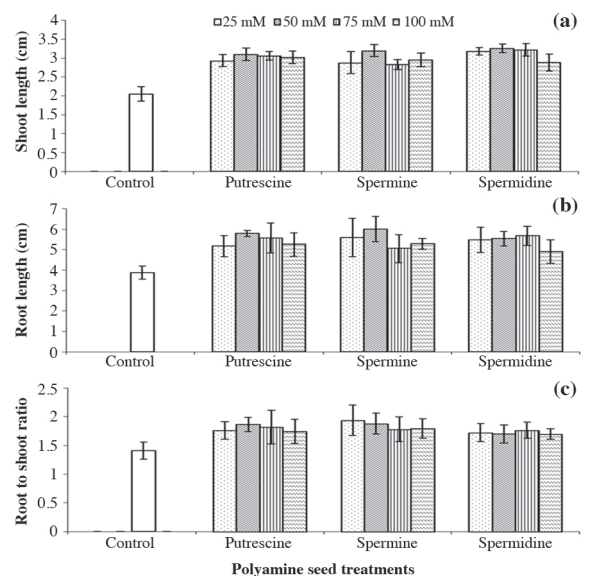 25 mM 50 mM 75 mM 100 mM
(a)
Shoot length (cm)
4
3.5
3
2.5
2
1.5
1
0.5
0
Control Putrescine Spermine Spermidine
(b)
Root length (cm)
7
6
5
4
3
2
1
0
Control Putrescine Spermine Spermidine
(c)
Root to shoot ratio
2.5
2
1.5
1
0.5
0
Control Putrescine Spermine Spermidine
Polyamine seed treatments